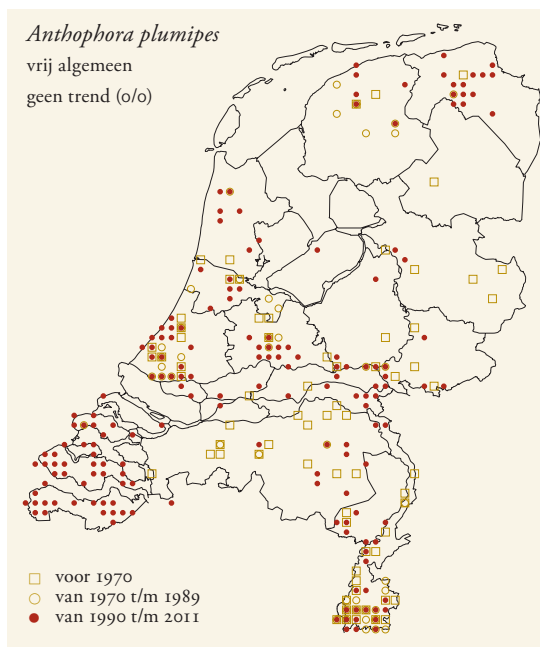 Anthophora plumipes
vrij algemeen
geen trend (0/0)
voor 1970
van 1970 t/m 1989
van 1990 t/m 2011